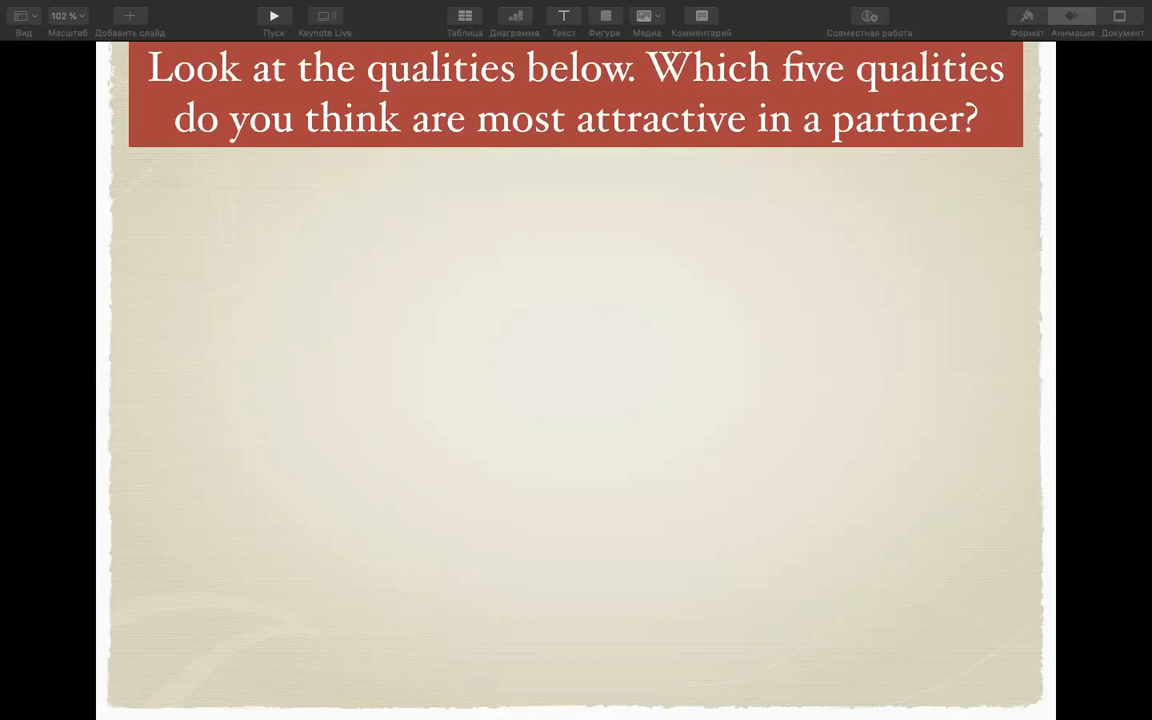 102 %
Вид
Масштаб
Добавить слайд
Пуск
Keynote Live
Таблица
Диаграмма
Текст
Фигура
Медиа
Комментарий
Совместная работа
Формат
Анимация
Документ
Look at the qualities below. Which five qualities
do you think are most attractive in a partner?